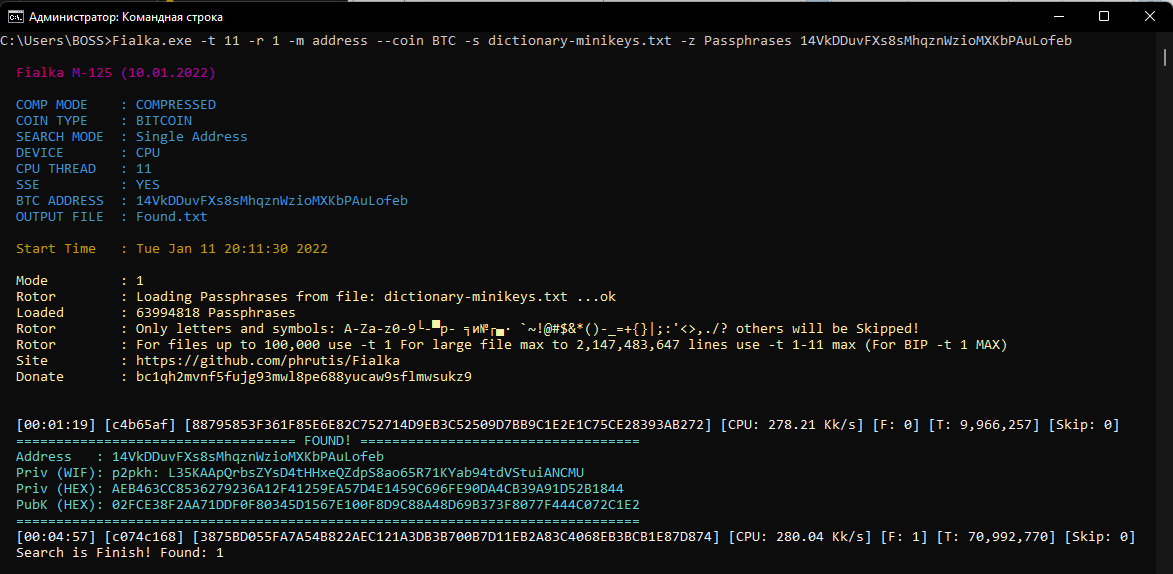 Администратор: Командная строка
C:\Users\BOSS>Fialka.exe -t 11 -r 1 -m address --coin BTC -s dictionary-minikeys.txt -z Passphrases 14VkDDuvFXs8sMhqznWzioMXKbPAuLofeb
Fialka M-125 (10.01.2022)
COMP MODE    : COMPRESSED
COIN TYPE    : BITCOIN
SEARCH MODE  : Single Address
DEVICE       : CPU
CPU THREAD   : 11
SSE          : YES
BTC ADDRESS  : 14VkDDuvFXs8sMhqznWzioMXKbPAuLofeb
OUTPUT FILE  : Found.txt
Start Time   : Tue Jan 11 20:11:30 2022
Mode         : 1
Rotor        : Loading Passphrases from file: dictionary-minikeys.txt ...ok
Loaded       : 63994818 Passphrases
Rotor        : Only letters and symbols: A-Za-z0-9└-▀р- ╕и№┌▄· `~!@#$&*()-_=+{}|;:'<>,./? others will be Skipped!
Rotor        : For files up to 100,000 use -t 1 For large file max to 2,147,483,647 lines use -t 1-11 max (For BIP -t 1 MAX)
Site         : https://github.com/phrutis/Fialka
Donate       : bc1qh2mvnf5fujg93mwl8pe688yucaw9sflmwsukz9
[00:01:19] [c4b65af] [88795853F361F85E6E82C752714D9EB3C52509D7BB9C1E2E1C75CE28393AB272] [CPU: 278.21 Kk/s] [F: 0] [T: 9,966,257] [Skip: 0]
=================================== FOUND! ===================================
Address   : 14VkDDuvFXs8sMhqznWzioMXKbPAuLofeb
Priv (WIF): p2pkh: L35KAApQrbsZYsD4tHHxeQZdpS8ao65R71KYab94tdVStuiANCMU
Priv (HEX): AEB463CC8536279236A12F41259EA57D4E1459C696FE90DA4CB39A91D52B1844
PubK (HEX): 02FCE38F2AA71DDF0F80345D1567E100F8D9C88A48D69B373F8077F444C072C1E2
==============================================================================
[00:04:57] [c074c168] [3875BD055FA7A54B822AEC121A3DB3B700B7D11EB2A83C4068EB3BCB1E87D874] [CPU: 280.04 Kk/s] [F: 1] [T: 70,992,770] [Skip: 0]
Search is Finish! Found: 1